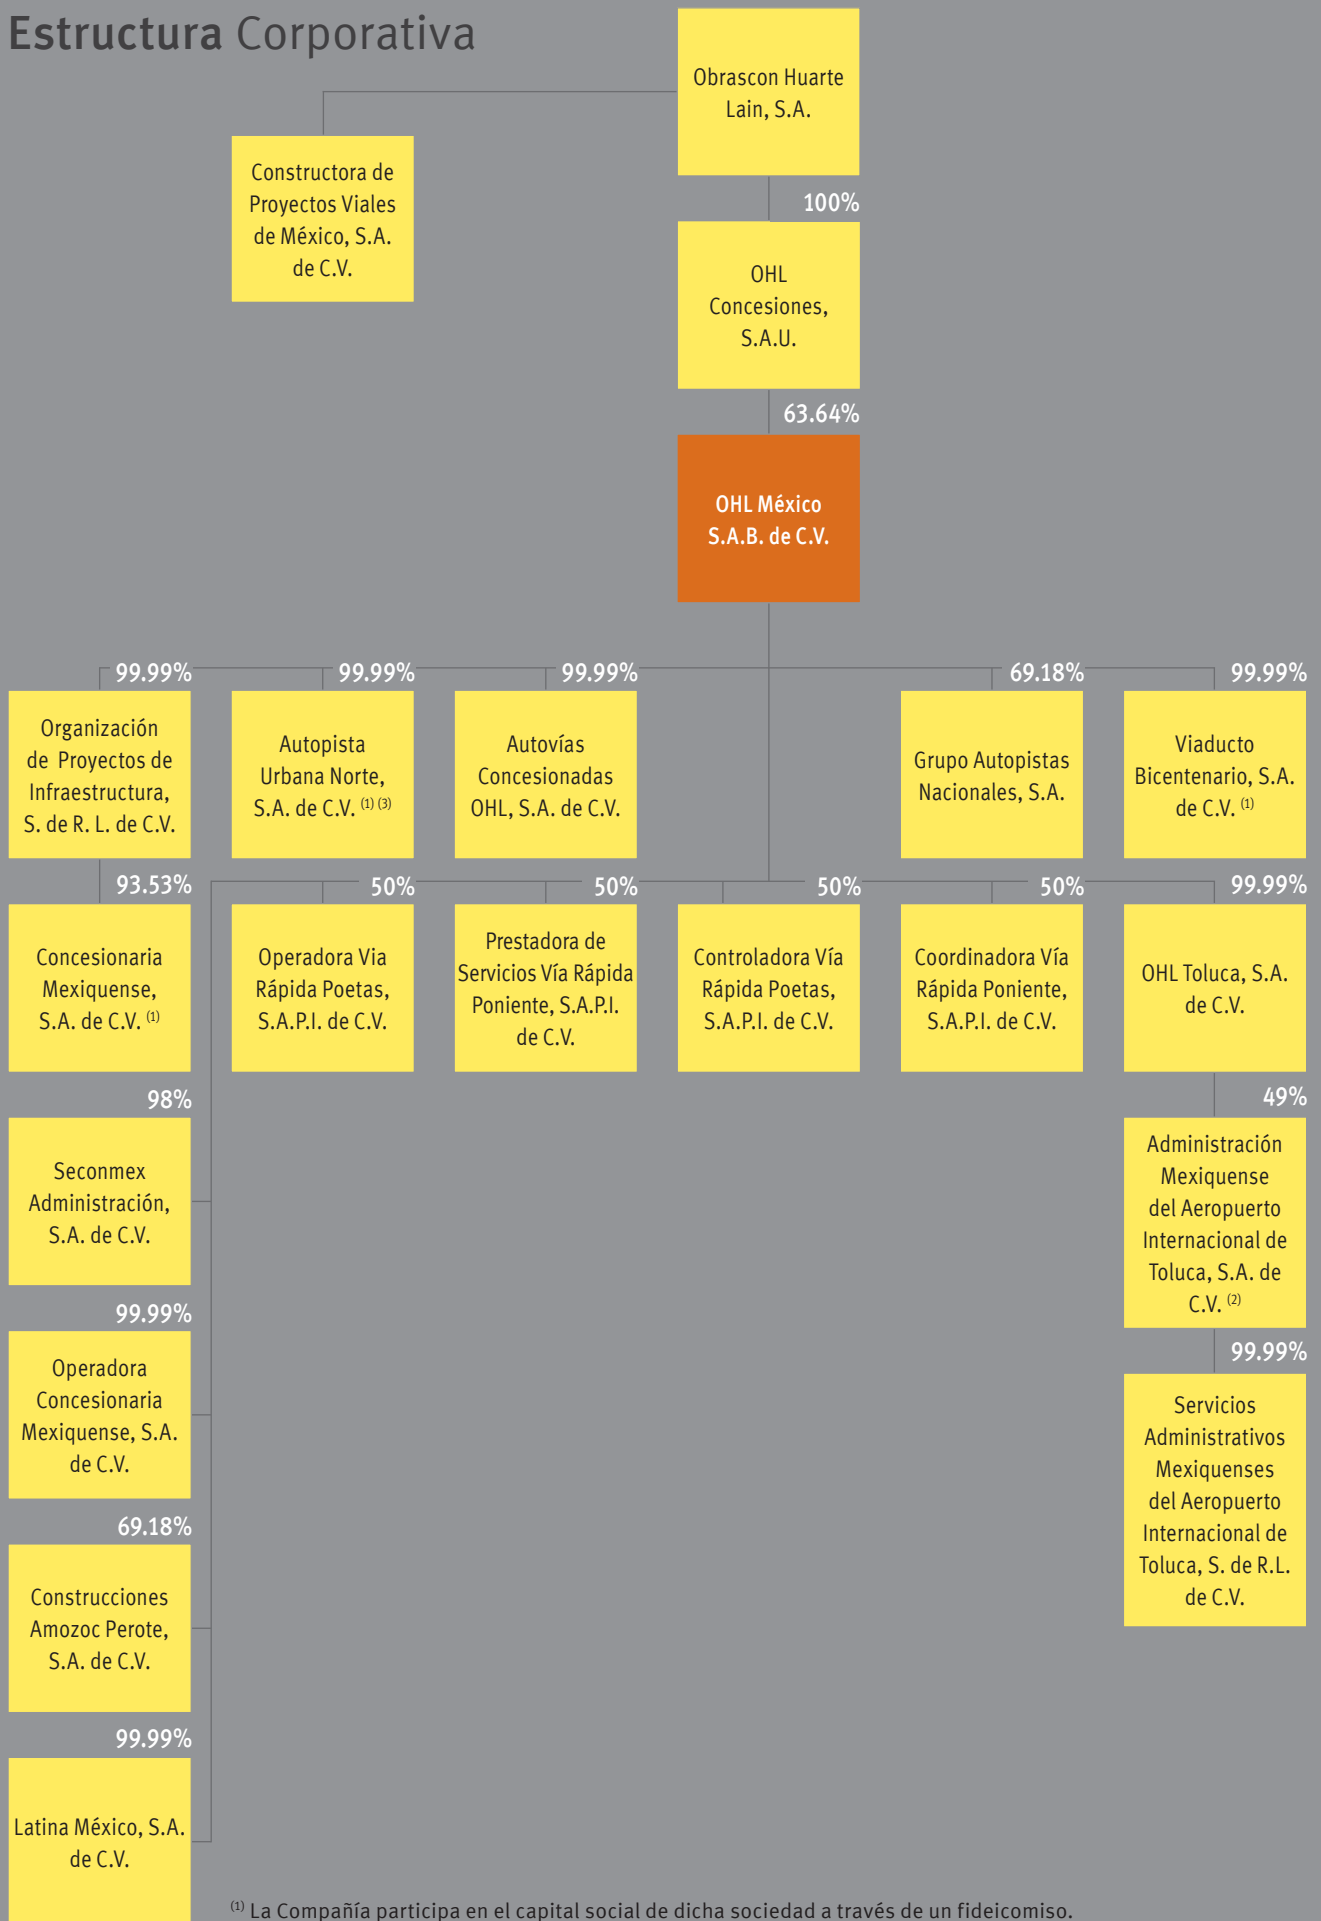 Estructura Corporativa
Obrascon Huarte
Lain, S.A.
Constructora de
Proyectos Viales
de México, S.A.
de C.V.
100%
OHL
Concesiones,
S.A.U.
63.64%
OHL México
S.A.B. de C.V.
99.99%
Organización
de Proyectos de
Infraestructura,
S. de R. L. de C.V.
99.99%
Autopista
Urbana Norte,
S.A. de C.V. (1) (3)
99.99%
Autovías
Concesionadas
OHL, S.A. de C.V.
69.18%
Grupo Autopistas
Nacionales, S.A.
99.99%
Viaducto
Bicentenario, S.A.
de C.V. (1)
93.53%
Concesionaria
Mexiquense,
S.A. de C.V. (1)
50%
Operadora Via
Rápida Poetas,
S.A.P.I. de C.V.
50%
Prestadora de
Servicios Vía Rápida
Poniente, S.A.P.I.
de C.V.
50%
Controladora Vía
Rápida Poetas,
S.A.P.I. de C.V.
50%
Coordinadora Vía
Rápida Poniente,
S.A.P.I. de C.V.
99.99%
OHL Toluca, S.A.
de C.V.
98%
Seconmex
Administración,
S.A. de C.V.
49%
Administración
Mexiquense
del Aeropuerto
Internacional de
Toluca, S.A. de
C.V. (2)
99.99%
Operadora
Concesionaria
Mexiquense, S.A.
de C.V.
99.99%
Servicios
Administrativos
Mexiquenses
del Aeropuerto
Internacional de
Toluca, S. de R.L.
de C.V.
69.18%
Construcciones
Amozoc Perote,
S.A. de C.V.
99.99%
Latina México, S.A.
de C.V.
(1) La Compañía participa en el capital social de dicha sociedad a través de un fideicomiso.